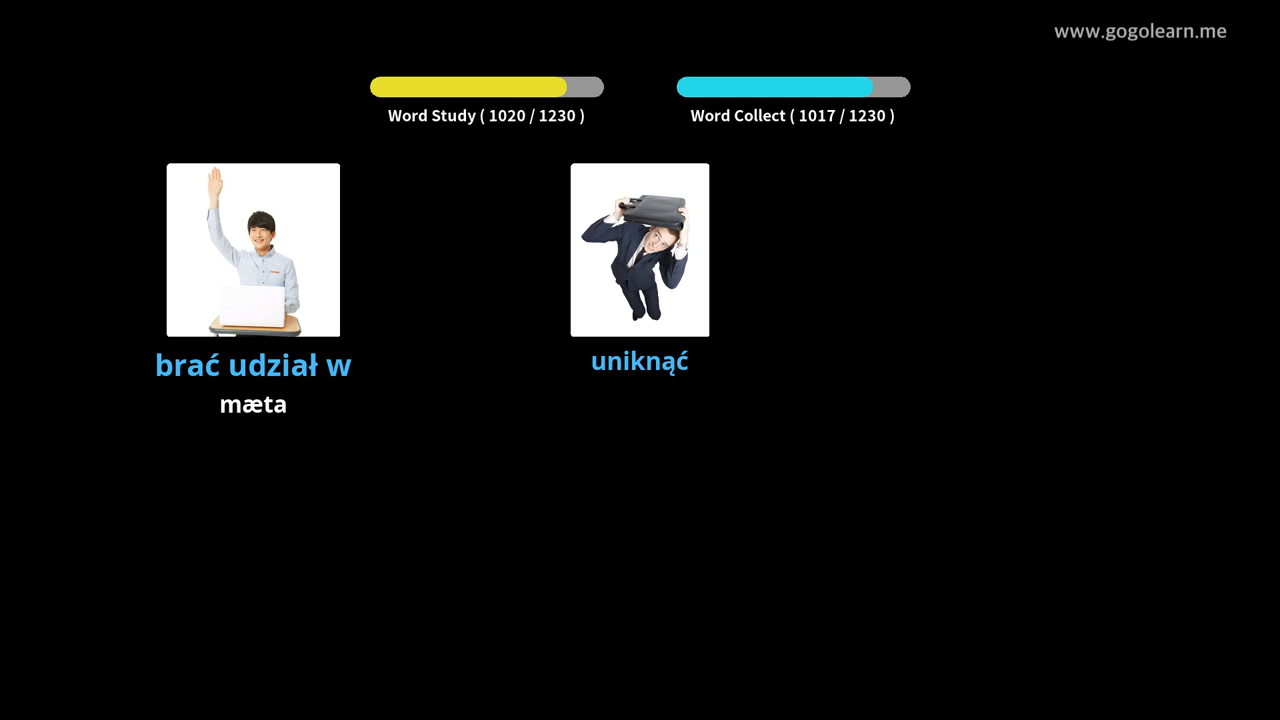 www.gogolearn.me
Word Study ( 1020 / 1230 )
Word Collect ( 1017 / 1230 )
brać udział w
mæta
uniknąć